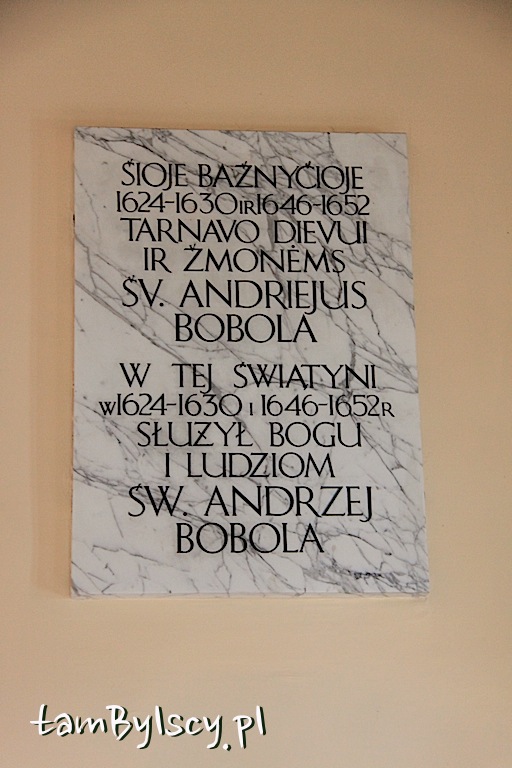 ŠIOJE BAŽNYČIOJE
1624-1630 IR 1646-1652
TARNAVO DIEVUI
IR ŽMONĖMS
ŠV. ANDRIEJUS
BOBOLA
W TEJ ŚWIĄTYNI
W 1624-1630 I 1646-1652 R
SŁUŻYŁ BOGU
I LUDZIOM
ŚW. ANDRZEJ
BOBOLA
tamBylscy.pl